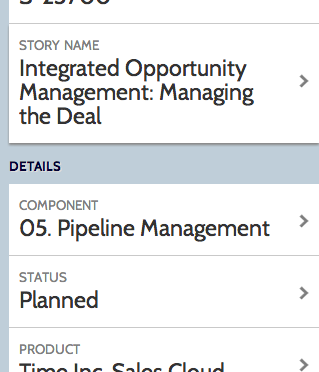 S-25700
STORY NAME
Integrated Opportunity
Management: Managing
the Deal
DETAILS
COMPONENT
05. Pipeline Management
STATUS
Planned
PRODUCT
Time Inc. Sales Cloud